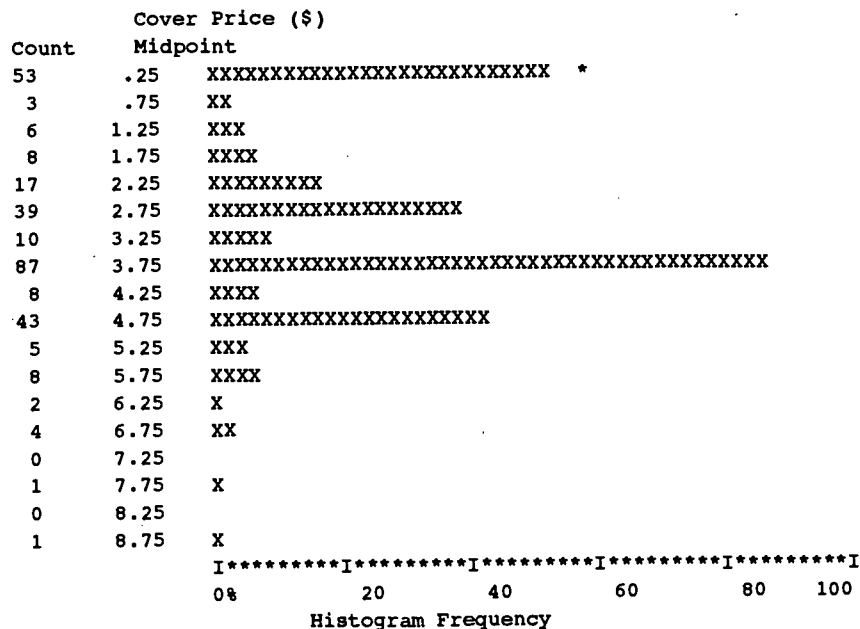 Cover Price ($)
Count Midpoint
53 .25 XXXXXXXXXXXXXXXXXXXXXXXXXXX *
3 .75 XX
6 1.25 XXX
8 1.75 XXXX
17 2.25 XXXXXXXXX
39 2.75 XXXXXXXXXXXXXXXXXXXX
10 3.25 XXXXX
87 3.75 XXXXXXXXXXXXXXXXXXXXXXXXXXXXXXXXXXXXXXXXXXXX
8 4.25 XXXX
43 4.75 XXXXXXXXXXXXXXXXXXXXXX
5 5.25 XXX
8 5.75 XXXX
2 6.25 X
4 6.75 XX
0 7.25
1 7.75 X
0 8.25
1 8.75 X
I*********I*********I*********I*********I*********I
0% 20 40 60 80 100
Histogram Frequency